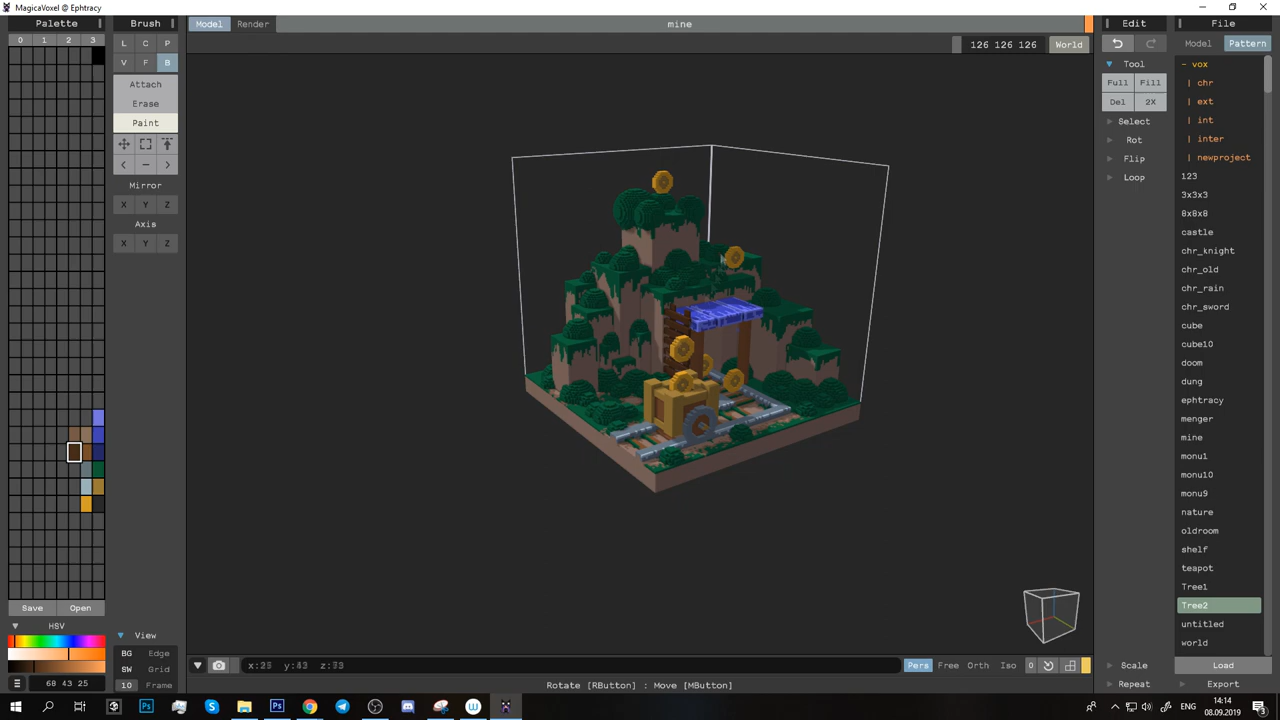 MagicaVoxel @ Ephtracy
Palette
Brush
Model
Render
mine
Edit
File
0 1 2 3
L C P
126 126 126
World
Model
Pattern
V F B
Tool
- vox
Attach
Full
Fill
| chr
Erase
Del
2X
| ext
Paint
Select
| int
Rot
| inter
Flip
| newproject
< - >
Loop
123
Mirror
3x3x3
X Y Z
8x8x8
Axis
castle
X Y Z
chr_knight
chr_old
chr_rain
chr_sword
cube
cube10
doom
dung
ephtracy
menger
mine
monu1
monu10
monu9
nature
oldroom
shelf
teapot
Tree1
Save
Open
Tree2
HSV
untitled
View
world
BG
Edge
SW
Grid
x:25 y:43 z:53
Pers
Free
Orth
Iso
0
Scale
Load
68 43 25
10
Frame
Rotate [RButton] : Move [MButton]
Repeat
Export
ENG
14:14
08.09.2019
3